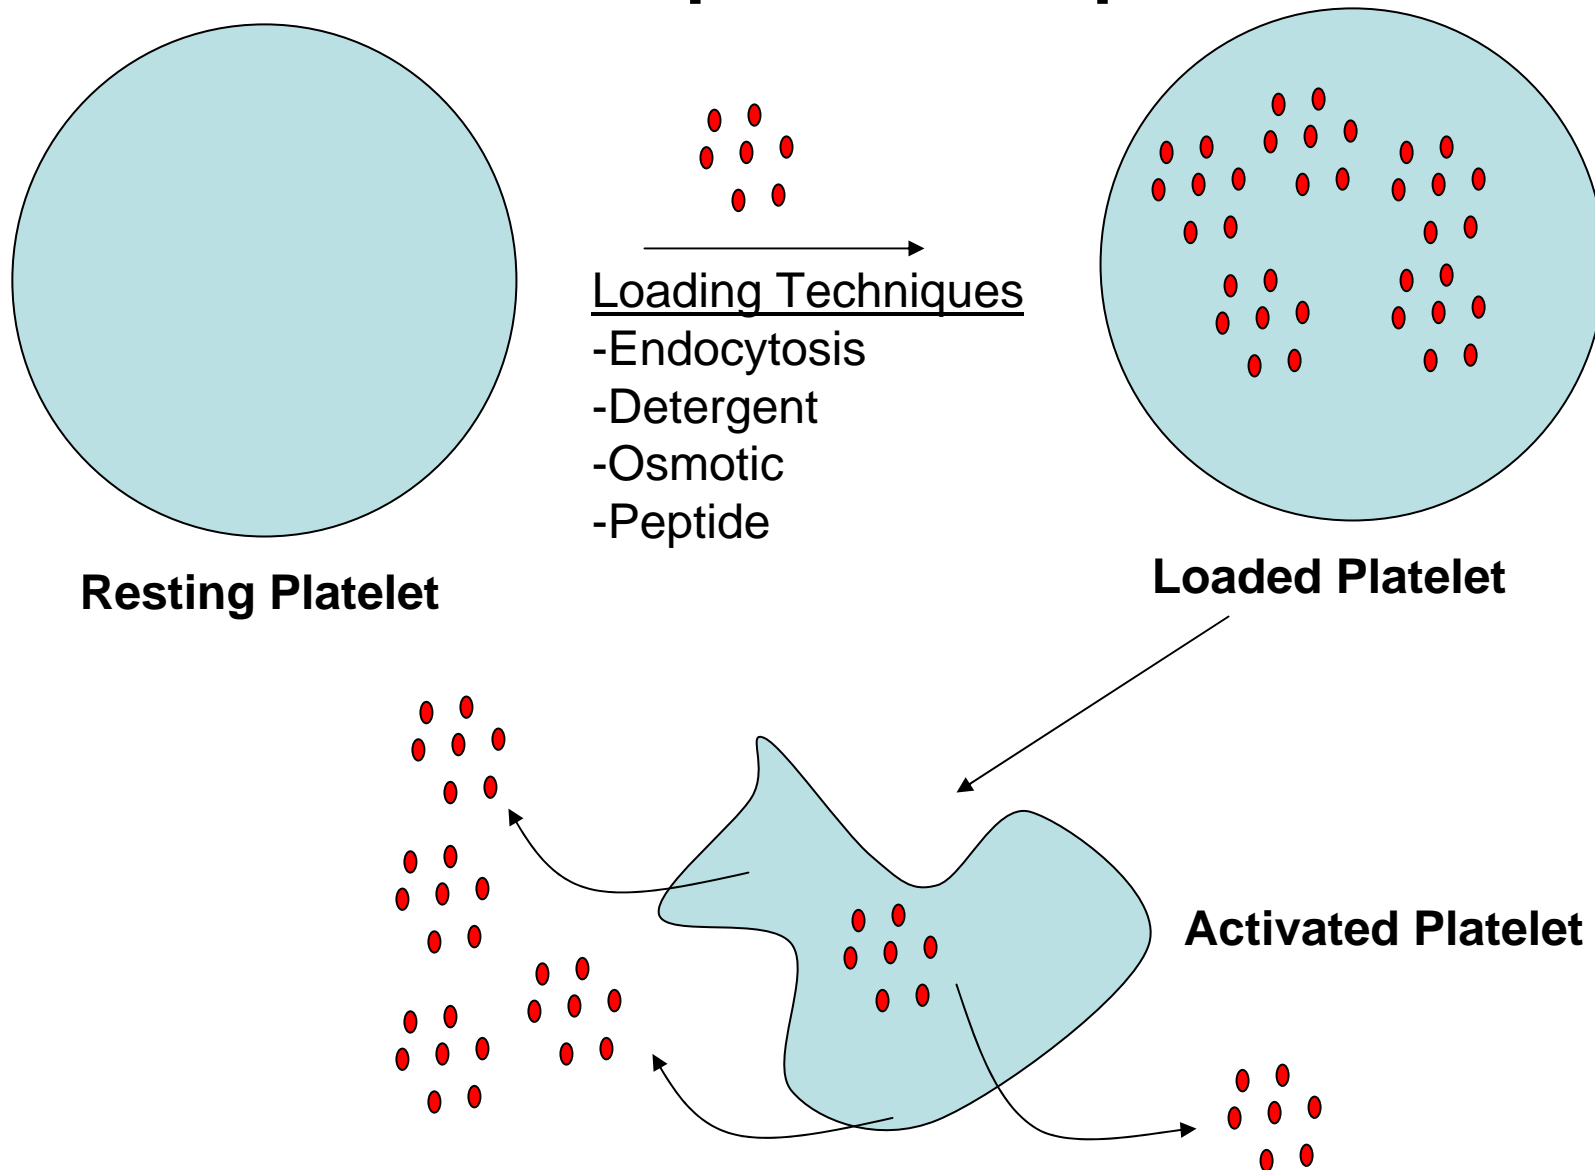 Loading Techniques
-Endocytosis
-Detergent
-Osmotic
-Peptide
Resting Platelet
Loaded Platelet
Activated Platelet